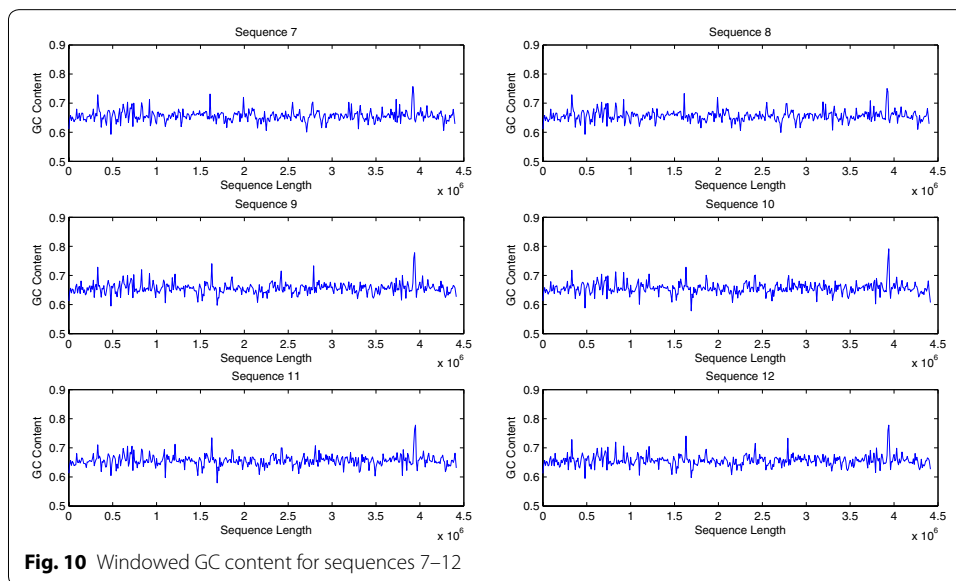 Sequence 7
0.9
0.8
0.7
0.6
0.5
GC Content
0 0.5 1 1.5 2 2.5 3 3.5 4 4.5
Sequence Length
x 10^6
Sequence 8
0.9
0.8
0.7
0.6
0.5
GC Content
0 0.5 1 1.5 2 2.5 3 3.5 4 4.5
Sequence Length
x 10^6
Sequence 9
0.9
0.8
0.7
0.6
0.5
GC Content
0 0.5 1 1.5 2 2.5 3 3.5 4 4.5
Sequence Length
x 10^6
Sequence 10
0.9
0.8
0.7
0.6
0.5
GC Content
0 0.5 1 1.5 2 2.5 3 3.5 4 4.5
Sequence Length
x 10^6
Sequence 11
0.9
0.8
0.7
0.6
0.5
GC Content
0 0.5 1 1.5 2 2.5 3 3.5 4 4.5
Sequence Length
x 10^6
Sequence 12
0.9
0.8
0.7
0.6
0.5
GC Content
0 0.5 1 1.5 2 2.5 3 3.5 4 4.5
Sequence Length
x 10^6
Fig. 10 Windowed GC content for sequences 7–12